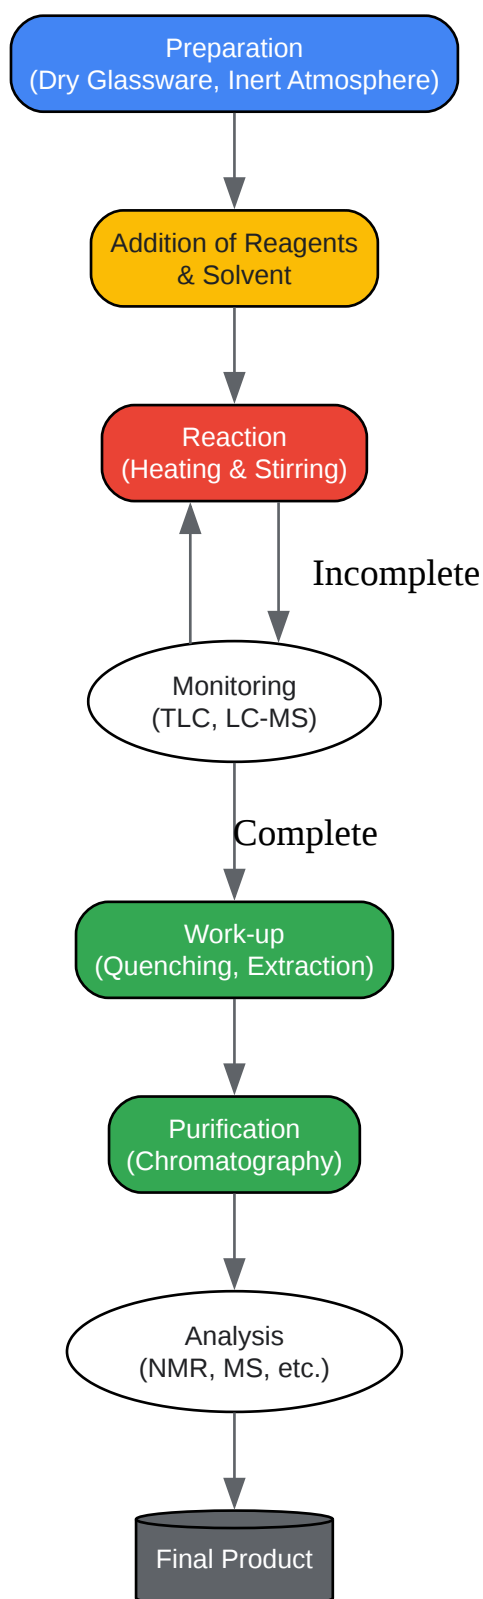 Preparation
(Dry Glassware, Inert Atmosphere)
Addition of Reagents
& Solvent
Reaction
(Heating & Stirring)
Incomplete
Monitoring
(TLC, LC-MS)
Complete
Work-up
(Quenching, Extraction)
Purification
(Chromatography)
Analysis
(NMR, MS, etc.)
Final Product